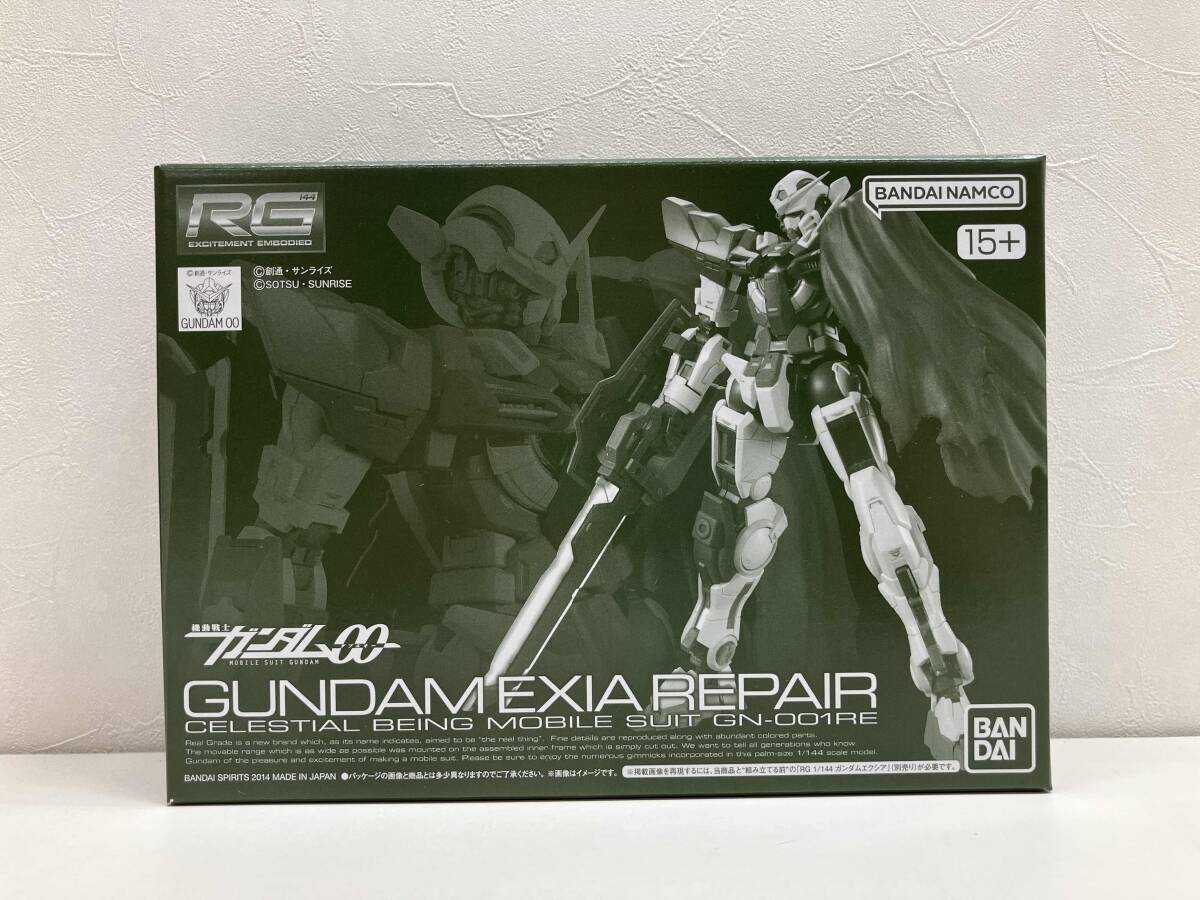 RG
144
EXCITEMENT EMBODIED
BANDAI NAMCO
15+
©創通・サンライズ
GUNDAM 00
©創通・サンライズ
©SOTSU・SUNRISE
機動戦士
ガンダム00
MOBILE SUIT GUNDAM
GUNDAM EXIA REPAIR
CELESTIAL BEING MOBILE SUIT GN-001RE
Real Grade is a new brand which, as its name indicates, aimed to be "the reel thing". Fine details are reproduced along with abundant colored parts.
The movable range which is as wide as possible was mounted on the assembled inner frame which is simply cut out. We want to tell all generations who know
Gundam of the pleasure and excitement of making a mobile suit. Please be sure to enjoy the numerous gimmicks incorporated in this palm-size 1/144 scale model.
BANDAI SPIRITS 2014 MADE IN JAPAN ●パッケージの画像と商品とは多少異なりますのでご了承ください。 ※画像はイメージです。
※掲載画像を再現するには、当商品と"組み立てる前"の「RG 1/144 ガンダムエクシア」(別売り)が必要です。
BAN
DAI